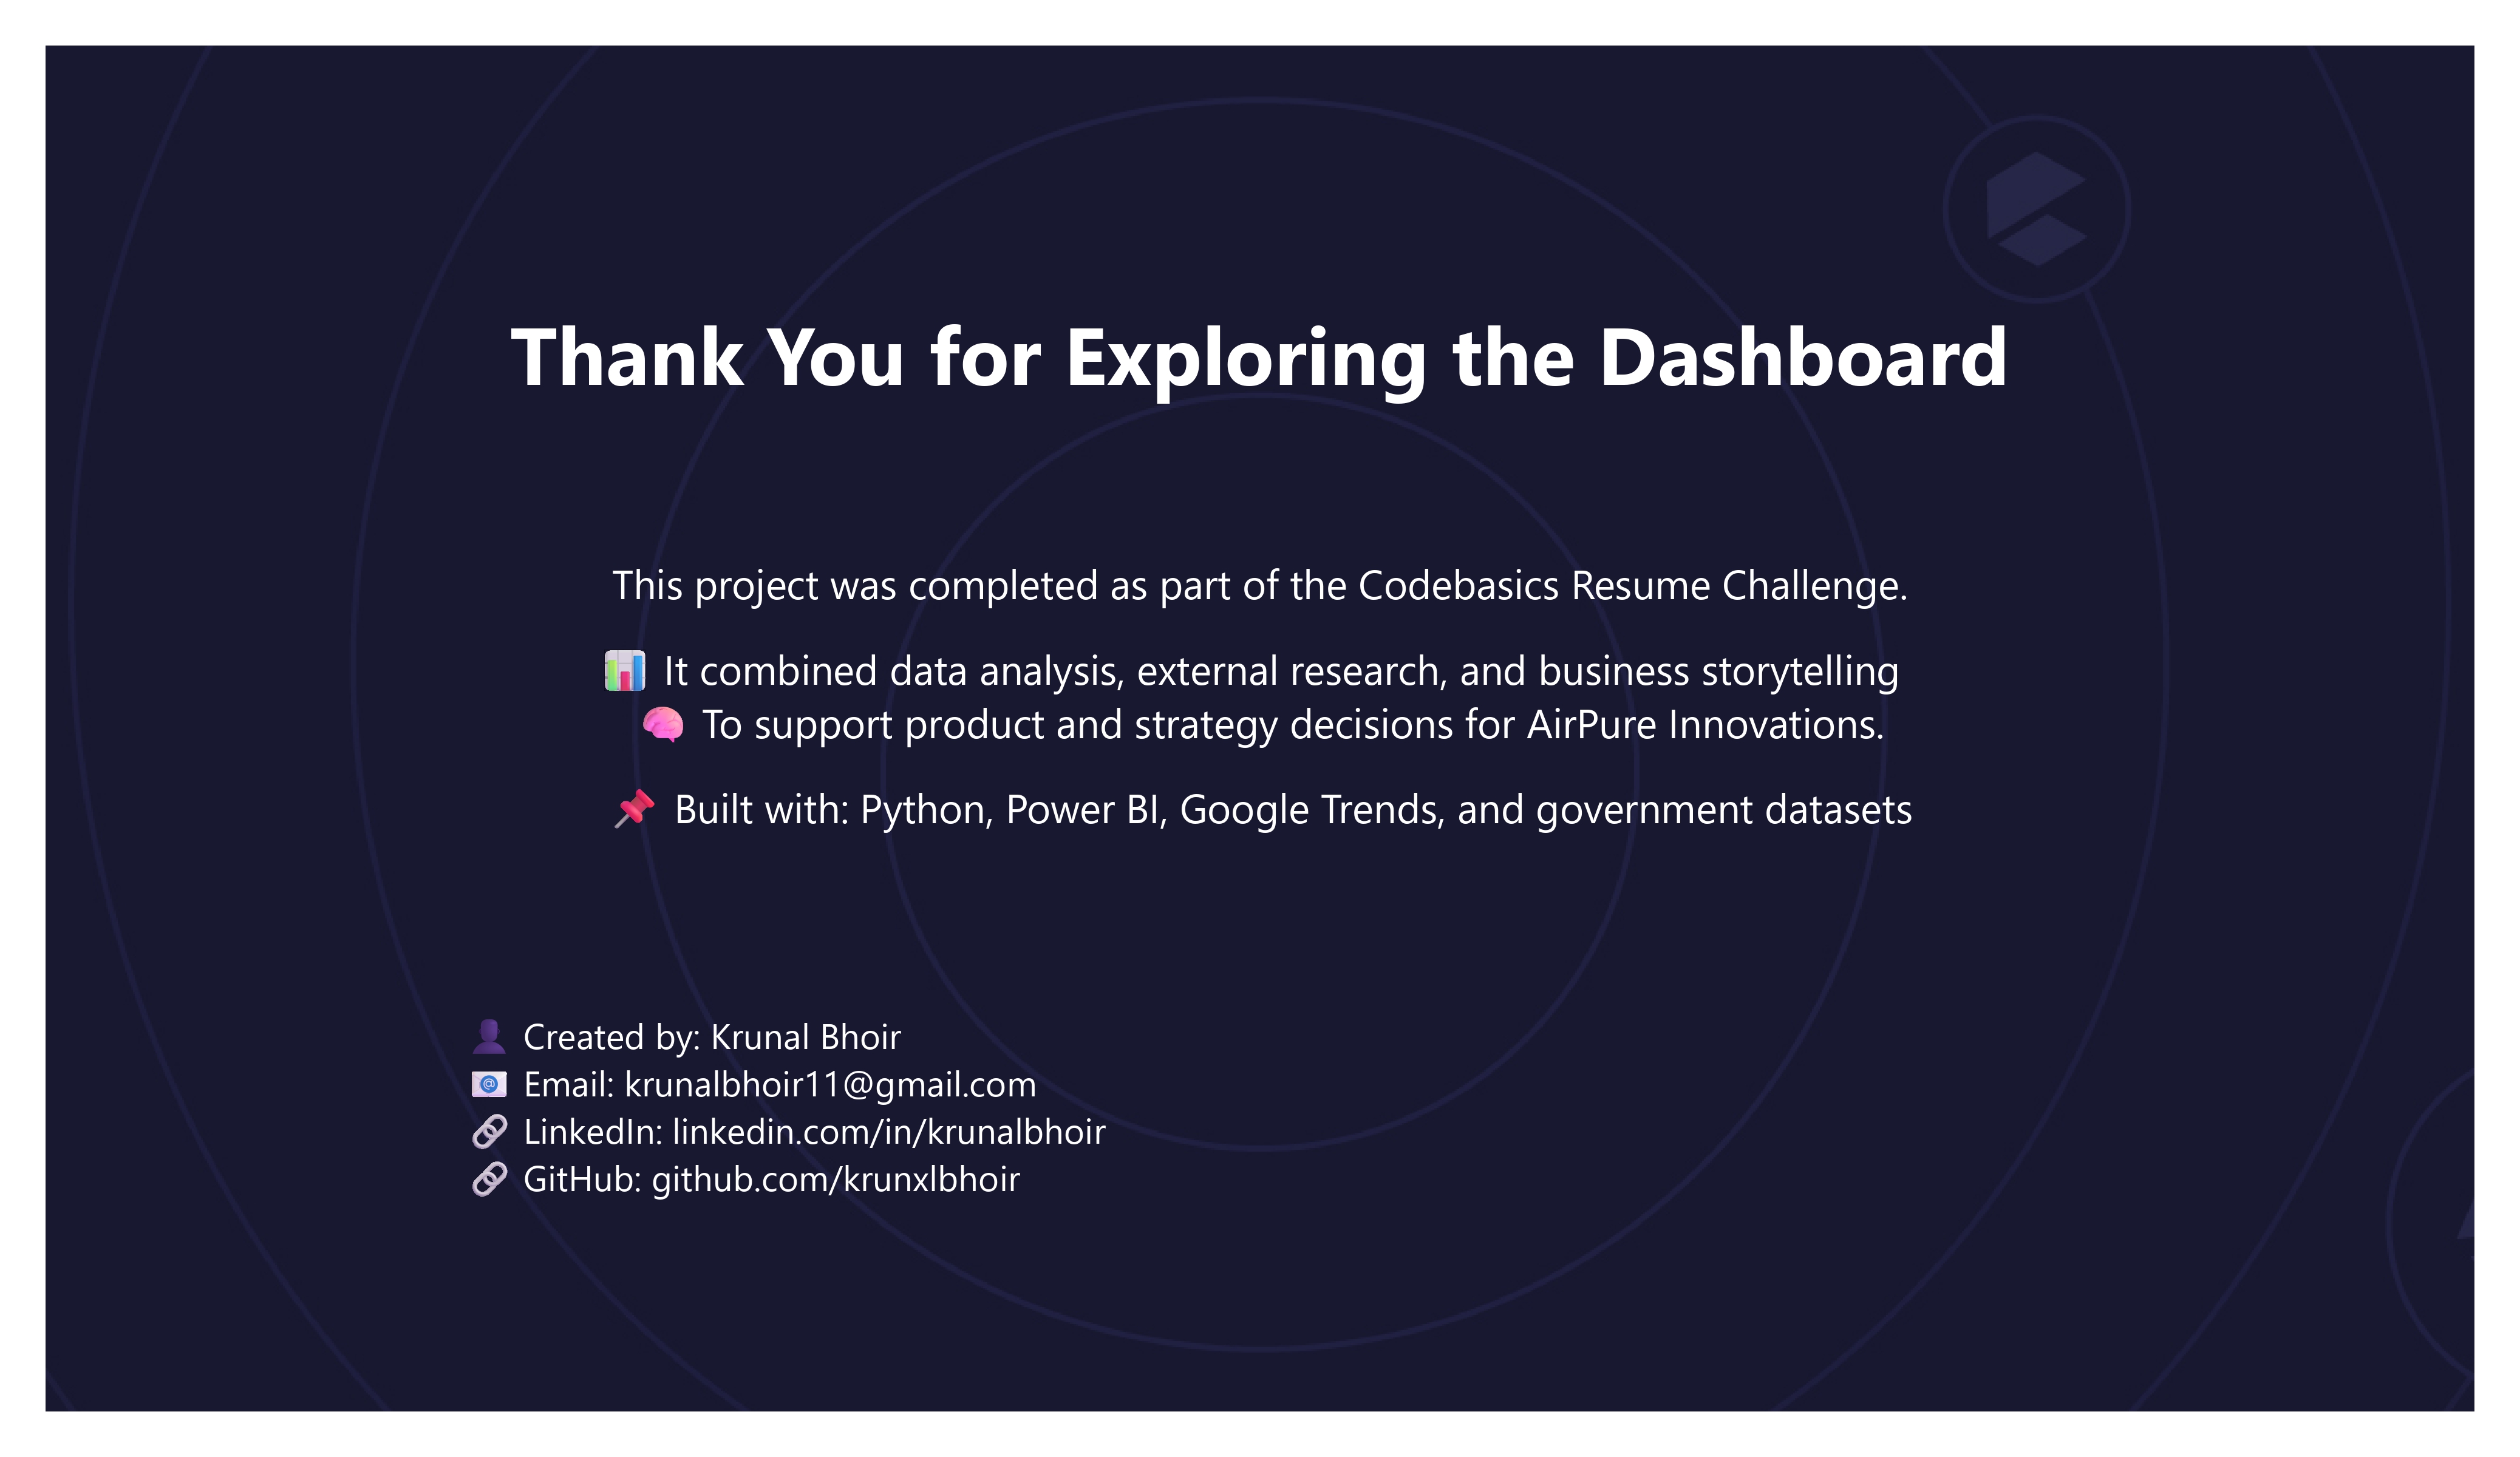 Thank You for Exploring the Dashboard
This project was completed as part of the Codebasics Resume Challenge.
📊 It combined data analysis, external research, and business storytelling
🧠 To support product and strategy decisions for AirPure Innovations.
📌 Built with: Python, Power BI, Google Trends, and government datasets
👤 Created by: Krunal Bhoir
📧 Email: krunalbhoir11@gmail.com
🔗 LinkedIn: linkedin.com/in/krunalbhoir
🔗 GitHub: github.com/krunxlbhoir